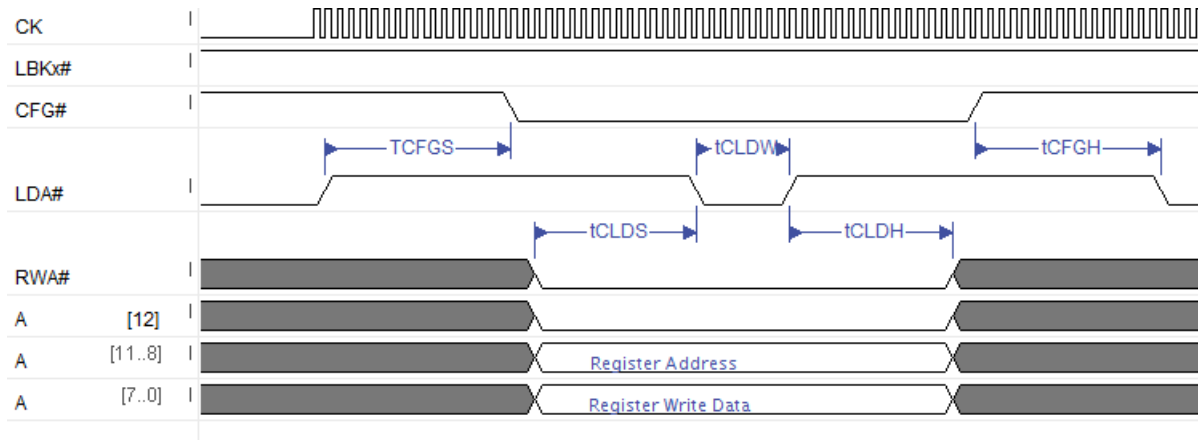 CK
LBKx#
CFG#
TCFGS tCLDW tCFGH
LDA#
tCLDS tCLDH
RWA#
A [12]
A [11..8] Register Address
A [7..0] Register Write Data